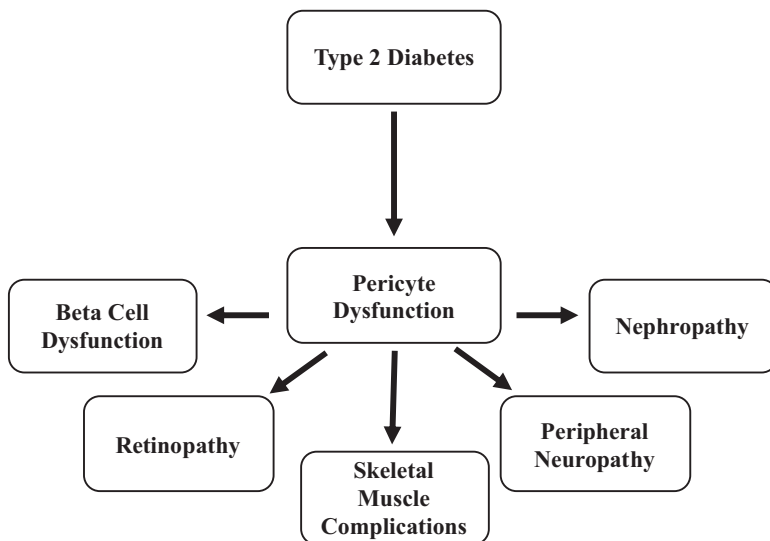 Type 2 Diabetes
Pericyte
Dysfunction
Beta Cell
Dysfunction
Nephropathy
Retinopathy
Peripheral
Neuropathy
Skeletal
Muscle
Complications